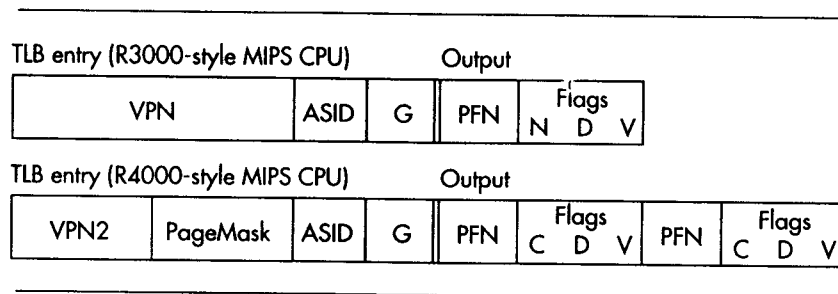 TLB entry (R3000-style MIPS CPU) Output
VPN ASID G PFN Flags
N D V
TLB entry (R4000-style MIPS CPU) Output
VPN2 PageMask ASID G PFN Flags PFN Flags
C D V C D V